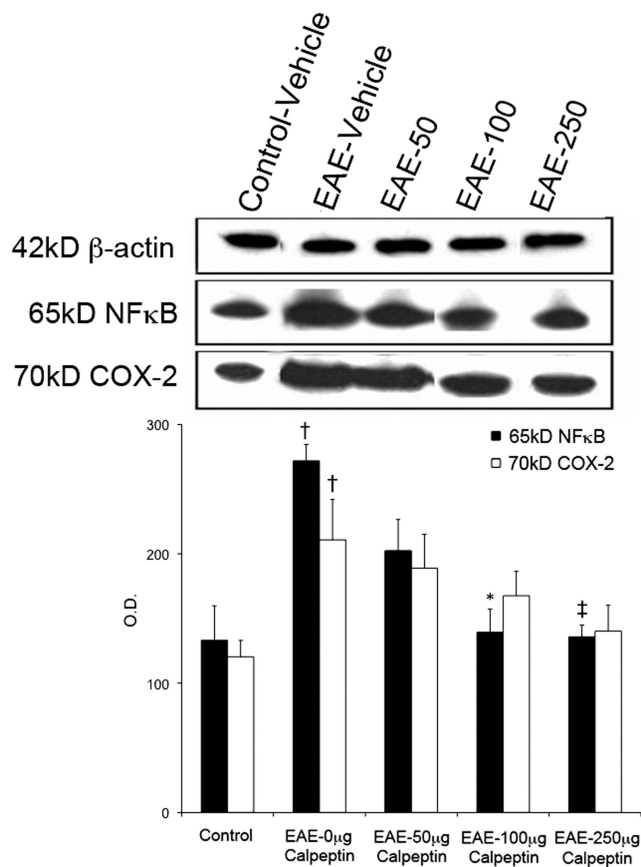 Control-Vehicle
EAE-Vehicle
EAE-50
EAE-100
EAE-250
42kD β-actin
65kD NFκB
70kD COX-2
300
200
100
0
O.D.
65kD NFκB
70kD COX-2
†
†
*
‡
Control
EAE-0µg
Calpeptin
EAE-50µg
Calpeptin
EAE-100µg
Calpeptin
EAE-250µg
Calpeptin